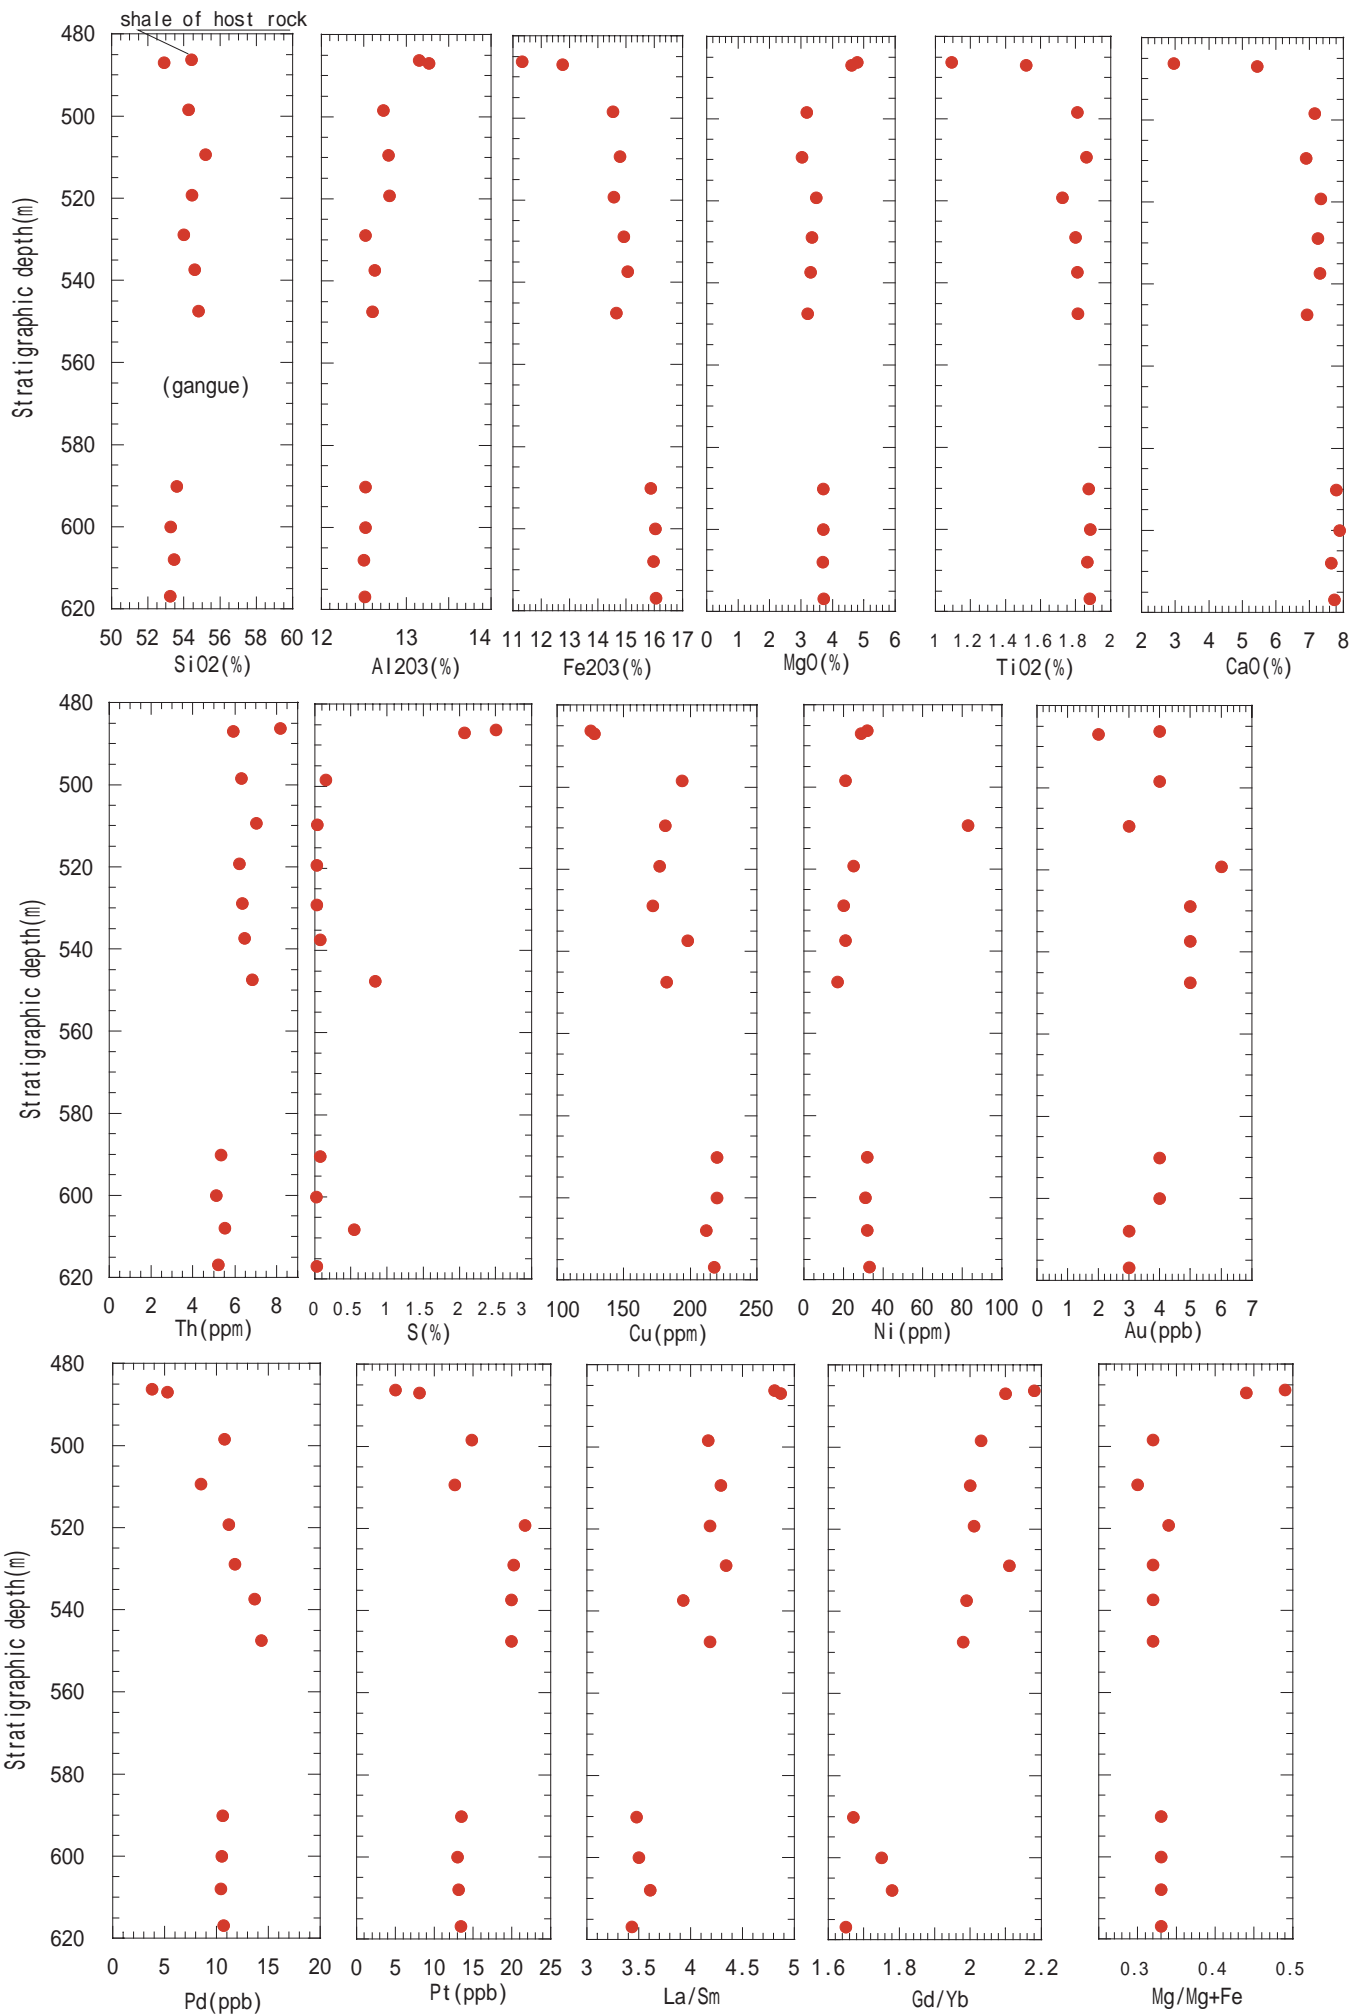 shale of host rock
480
500
520
540
560
580
600
620
Stratigraphic depth(m)
(gangue)
50 52 54 56 58 60
12 13 14
11 12 13 14 15 16 17
0 1 2 3 4 5 6
1 1.2 1.4 1.6 1.8 2
2 3 4 5 6 7 8
SiO2(%)
Al2O3(%)
Fe2O3(%)
MgO(%)
TiO2(%)
CaO(%)
480
500
520
540
560
580
600
620
Stratigraphic depth(m)
0 2 4 6 8
0 0.5 1 1.5 2 2.5 3
100 150 200 250
0 20 40 60 80 100
0 1 2 3 4 5 6 7
Th(ppm)
S(%)
Cu(ppm)
Ni(ppm)
Au(ppb)
480
500
520
540
560
580
600
620
Stratigraphic depth(m)
0 5 10 15 20
0 5 10 15 20 25
3 3.5 4 4.5 5
1.6 1.8 2 2.2
0.3 0.4 0.5
Pd(ppb)
Pt(ppb)
La/Sm
Gd/Yb
Mg/Mg+Fe